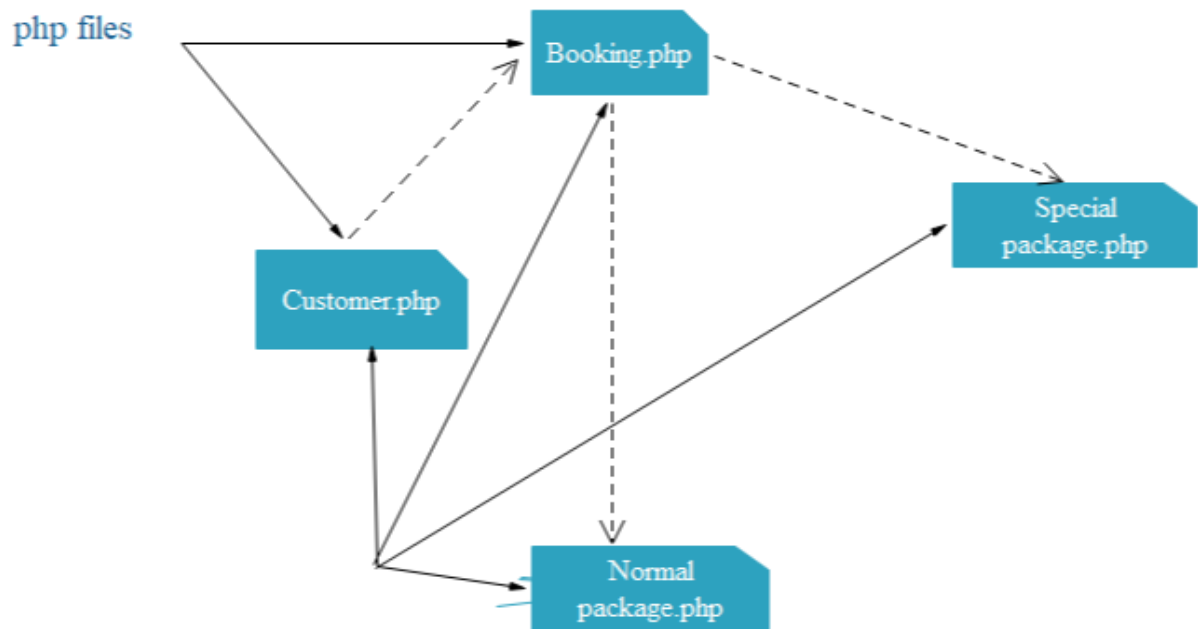 php files
Booking.php
Special
package.php
Customer.php
Normal
package.php